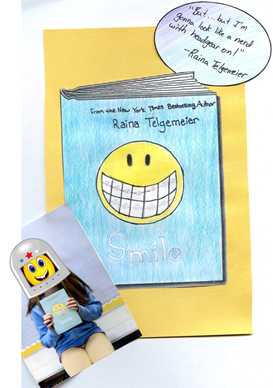 "But....but I'm
gonna look like a nerd
with headgear on!"
~Raina Telgemeier
From the New York Times Bestselling Author
Raina Telgemeier
Smile